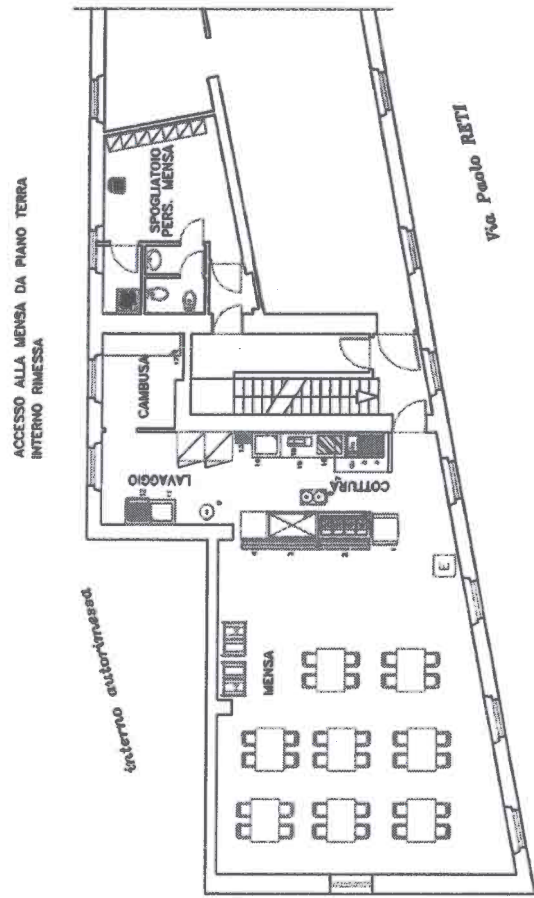 ACCESSO ALLA MENSA DA PIANO TERRA
INTERNO RIMESSA
interno autorimessa
Via Paolo RETI
SPOGLIATOIO
PERS. MENSA
CAMBUSA
LAVAGGIO
COTTURA
MENSA
E